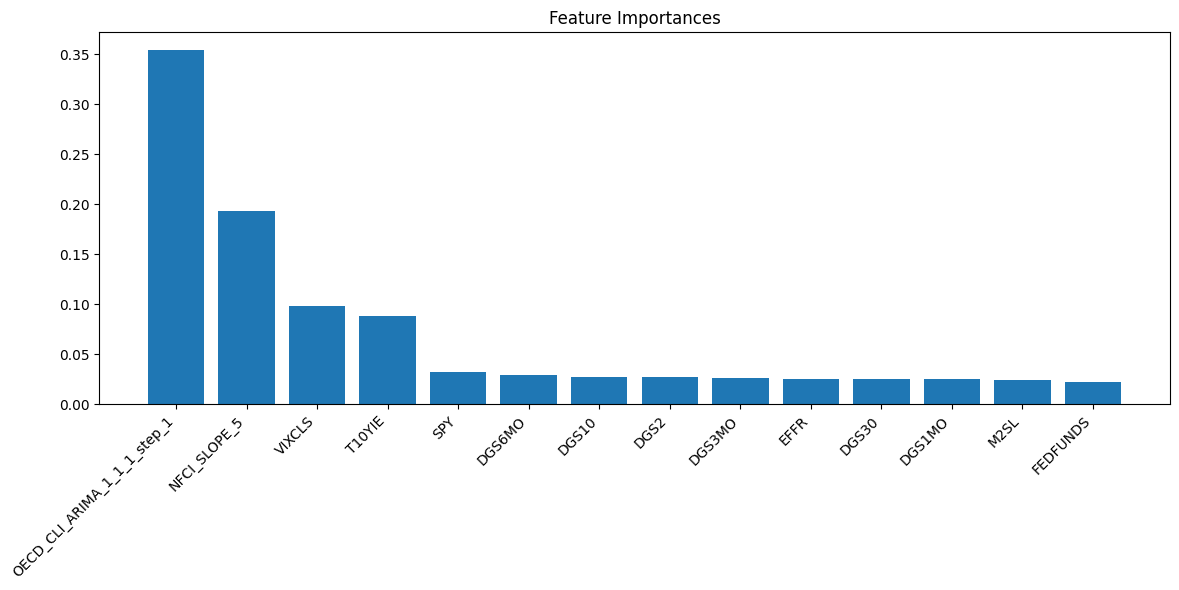 Feature Importances
0.35
0.30
0.25
0.20
0.15
0.10
0.05
0.00
OECD_CLI_ARIMA_1_1_1_step_1
NFCI_SLOPE_5
VIXCLS
T10YIE
SPY
DGS6MO
DGS10
DGS2
DGS3MO
EFFR
DGS30
DGS1MO
M2SL
FEDFUNDS